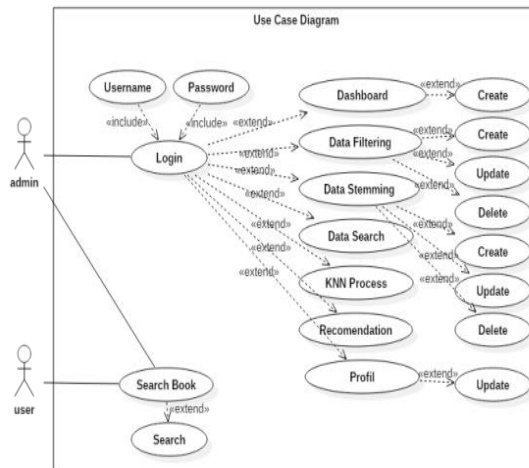 Use Case Diagram
Username
Password
«include»
«include»
Login
admin
«extend»
Dashboard
«extend»
Create
«extend»
Data Filtering
«extend»
Create
«extend»
Update
«extend»
Delete
«extend»
Data Stemming
«extend»
Create
«extend»
Update
«extend»
Delete
«extend»
Data Search
«extend»
KNN Process
«extend»
Recomendation
«extend»
Profil
«extend»
Update
user
Search Book
«extend»
Search